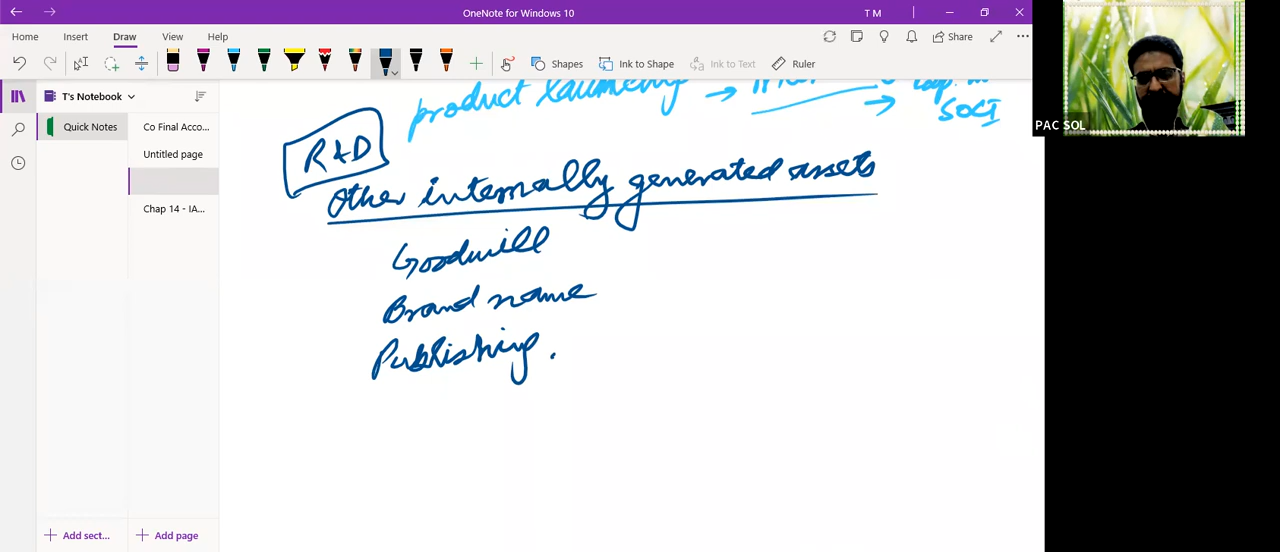 OneNote for Windows 10
T M
Home Insert Draw View Help
Share
Shapes
Ink to Shape
Ink to Text
Ruler
T's Notebook
Quick Notes
Co Final Acco...
Untitled page
Chap 14 - IA...
Add sect...
Add page
PAC SOL
product launching →
→
SOCI
R&D
Other internally generated assets
Goodwill
Brand name
Publishing.